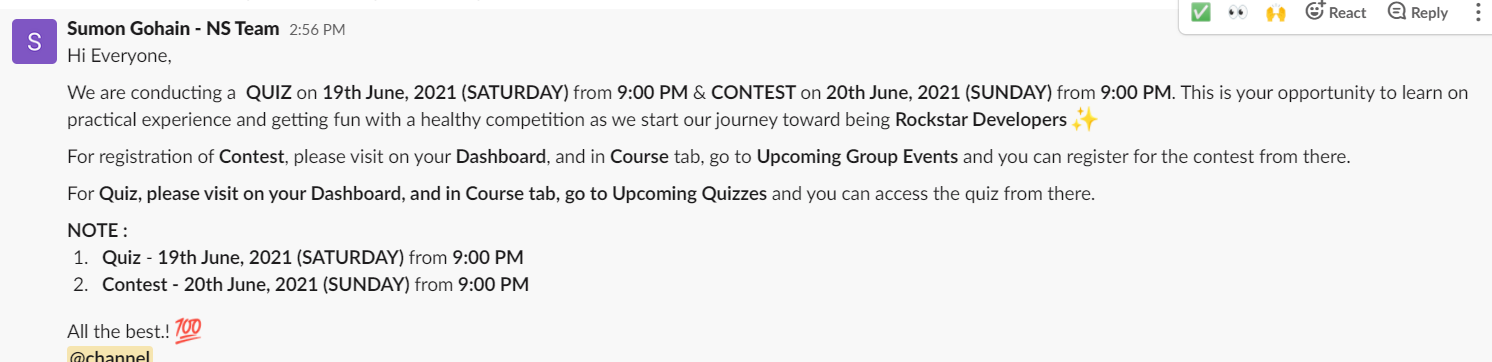 S
Sumon Gohain - NS Team 2:56 PM
React Reply
Hi Everyone,
We are conducting a QUIZ on 19th June, 2021 (SATURDAY) from 9:00 PM & CONTEST on 20th June, 2021 (SUNDAY) from 9:00 PM. This is your opportunity to learn on
practical experience and getting fun with a healthy competition as we start our journey toward being Rockstar Developers ✨
For registration of Contest, please visit on your Dashboard, and in Course tab, go to Upcoming Group Events and you can register for the contest from there.
For Quiz, please visit on your Dashboard, and in Course tab, go to Upcoming Quizzes and you can access the quiz from there.
NOTE :
1. Quiz - 19th June, 2021 (SATURDAY) from 9:00 PM
2. Contest - 20th June, 2021 (SUNDAY) from 9:00 PM
All the best.! 💯
@channel